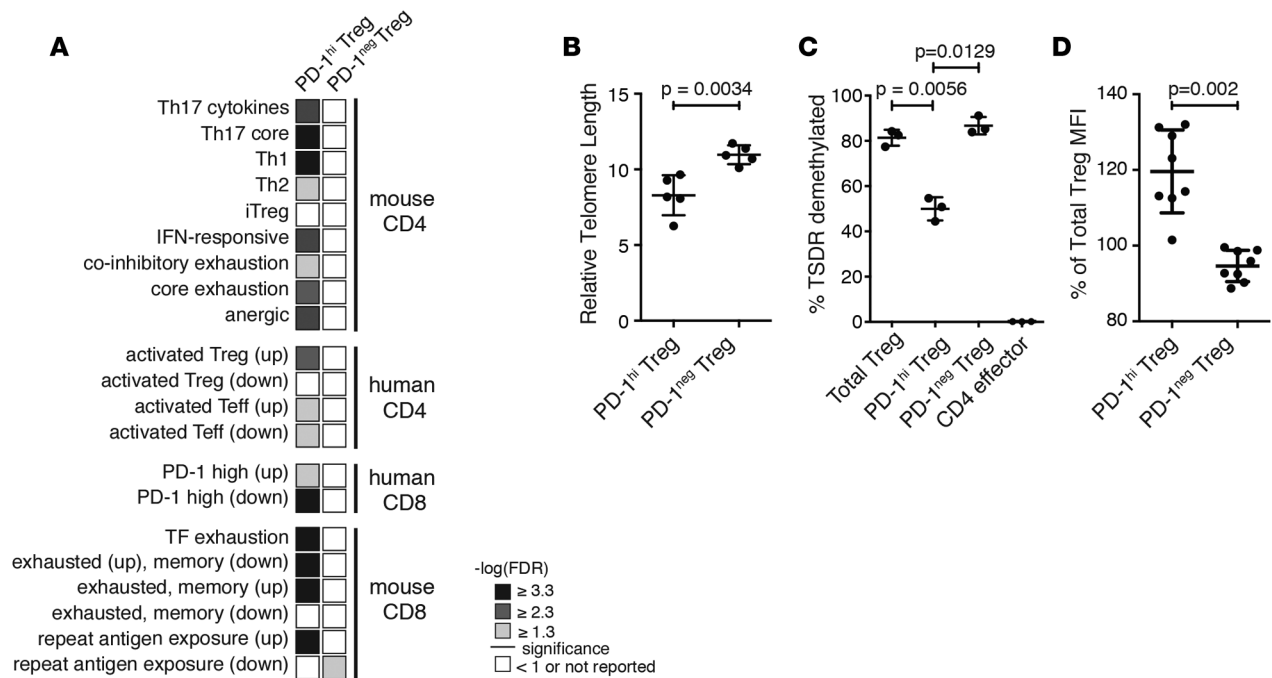 A
PD-1hi Treg
PD-1neg Treg
Th17 cytokines
Th17 core
Th1
Th2
iTreg
IFN-responsive
co-inhibitory exhaustion
core exhaustion
anergic
mouse
CD4
activated Treg (up)
activated Treg (down)
activated Teff (up)
activated Teff (down)
human
CD4
PD-1 high (up)
PD-1 high (down)
human
CD8
TF exhaustion
exhausted (up), memory (down)
exhausted, memory (up)
exhausted, memory (down)
repeat antigen exposure (up)
repeat antigen exposure (down)
mouse
CD8
-log(FDR)
≥ 3.3
≥ 2.3
≥ 1.3
significance
< 1 or not reported
B
p = 0.0034
Relative Telomere Length
15
10
5
0
PD-1hi Treg
PD-1neg Treg
C
p=0.0129
p = 0.0056
% TSDR demethylated
100
80
60
40
20
0
Total Treg
PD-1hi Treg
PD-1neg Treg
CD4 effector
D
p=0.002
% of Total Treg MFI
140
120
100
80
PD-1hi Treg
PD-1neg Treg